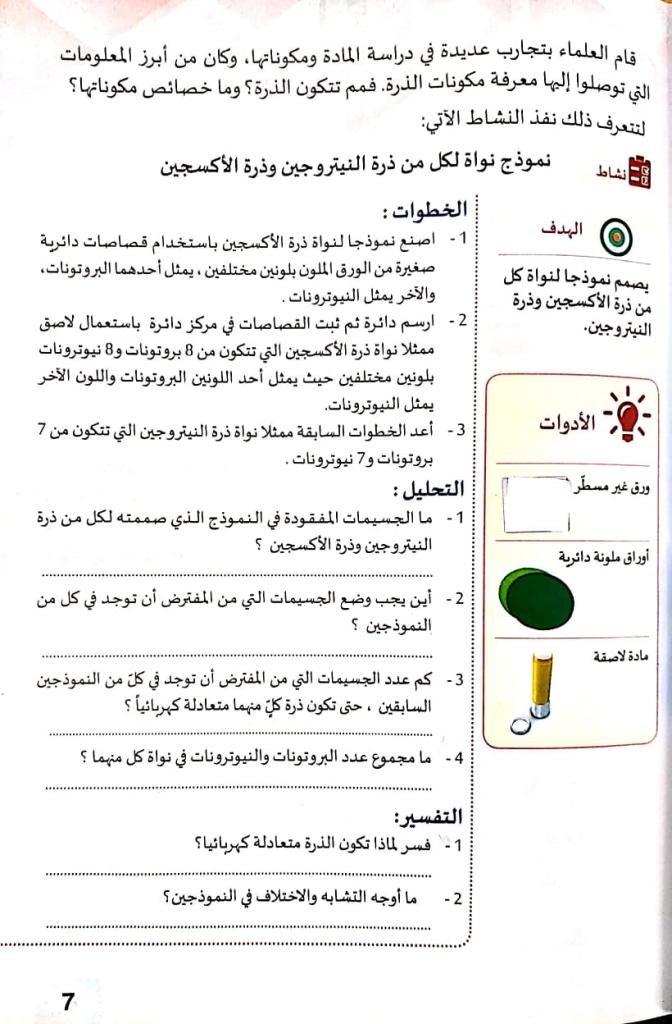 قام العلماء بتجارب عديدة في دراسة المادة ومكوناتها، وكان من أبرز المعلومات
التي توصلوا إليها معرفة مكونات الذرة. فمم تتكون الذرة؟ وما خصائص مكوناتها؟
لنتعرف ذلك نفذ النشاط الآتي:
نشاط
نموذج نواة لكل من ذرة النيتروجين وذرة الأكسجين
الهدف
يصمم نموذجا لنواة كل
من ذرة الأكسجين وذرة
النيتروجين.
الأدوات
ورق غير مسطّر
أوراق ملونة دائرية
مادة لاصقة
الخطوات:
1- اصنع نموذجا لنواة ذرة الأكسجين باستخدام قصاصات دائرية
صغيرة من الورق الملون بلونين مختلفين، يمثل أحدهما البروتونات،
والآخر يمثل النيوترونات.
2- ارسم دائرة ثم ثبت القصاصات في مركز دائرة باستعمال لاصق
ممثلا نواة ذرة الأكسجين التي تتكون من 8 بروتونات و8 نيوترونات
بلونين مختلفين حيث يمثل أحد اللونين البروتونات واللون الآخر
يمثل النيوترونات.
3- أعد الخطوات السابقة ممثلا نواة ذرة النيتروجين التي تتكون من 7
بروتونات و7 نيوترونات.
التحليل:
1- ما الجسيمات المفقودة في النموذج الذي صممته لكل من ذرة
النيتروجين وذرة الأكسجين ؟
2- أين يجب وضع الجسيمات التي من المفترض أن توجد في كل من
النموذجين ؟
3- كم عدد الجسيمات التي من المفترض أن توجد في كلّ من النموذجين
السابقين ، حتى تكون ذرة كلٍّ منهما متعادلة كهربائياً ؟
4- ما مجموع عدد البروتونات والنيوترونات في نواة كل منهما ؟
التفسير:
1- فسر لماذا تكون الذرة متعادلة كهربائيا؟
2- ما أوجه التشابه والاختلاف في النموذجين؟
7